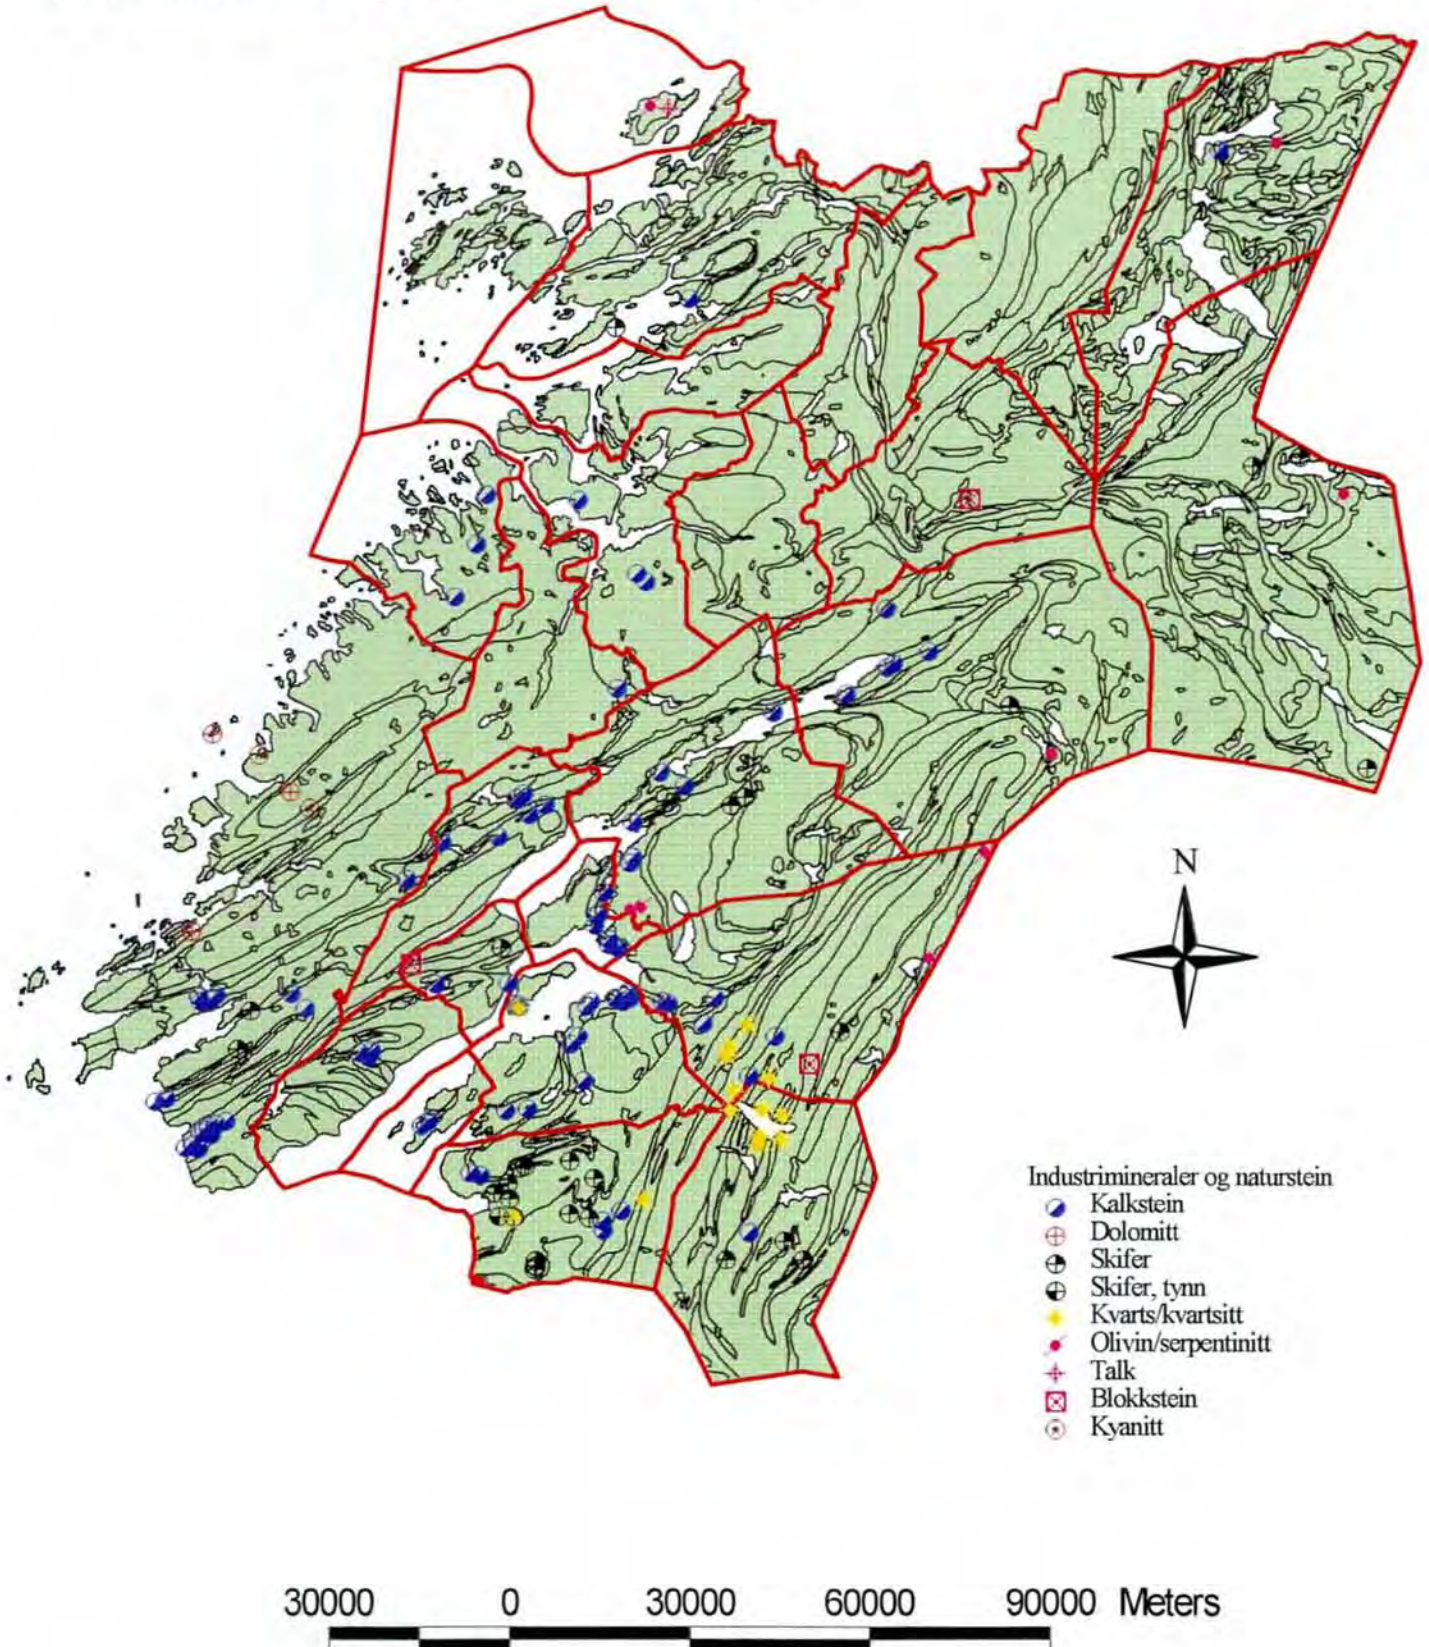 N
Industrimineraler og naturstein
Kalkstein
Dolomitt
Skifer
Skifer, tynn
Kvarts/kvartsitt
Olivin/serpentinitt
Talk
Blokkstein
Kyanitt
30000 0 30000 60000 90000 Meters